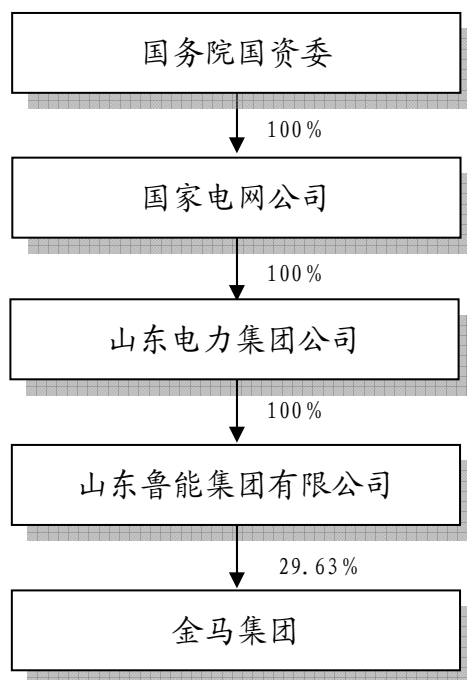 国务院国资委
100%
国家电网公司
100%
山东电力集团公司
100%
山东鲁能集团有限公司
29.63%
金马集团